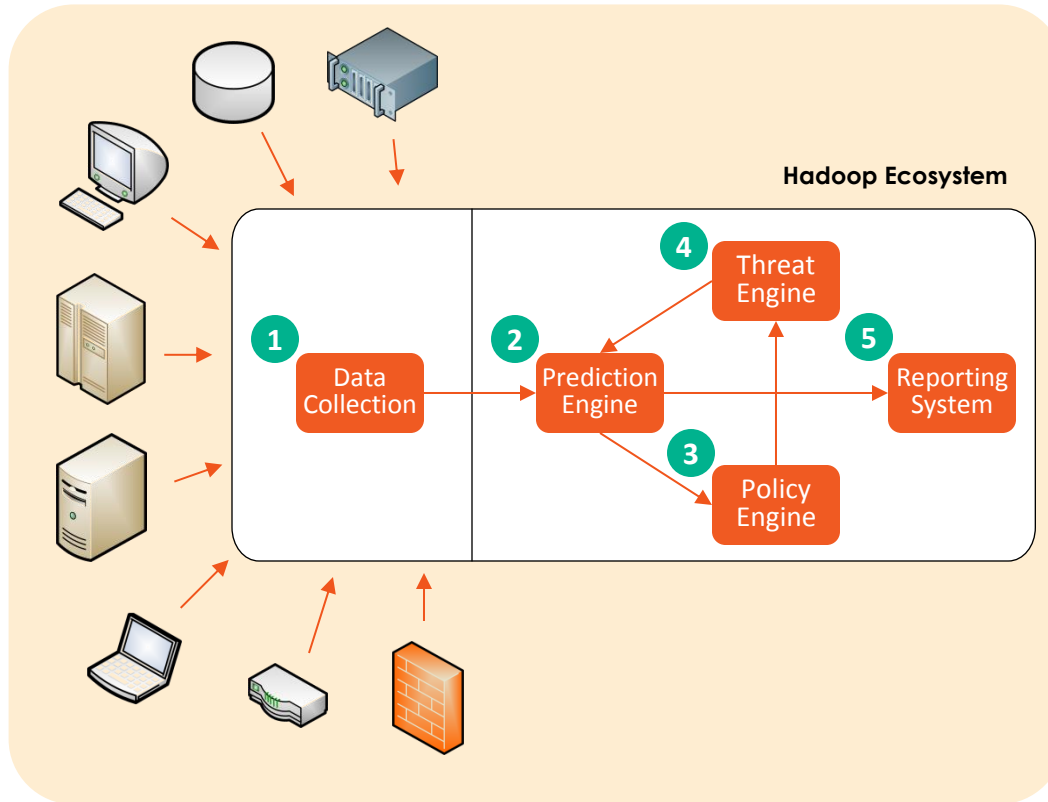 Hadoop Ecosystem
1
Data
Collection
2
Prediction
Engine
3
Policy
Engine
4
Threat
Engine
5
Reporting
System